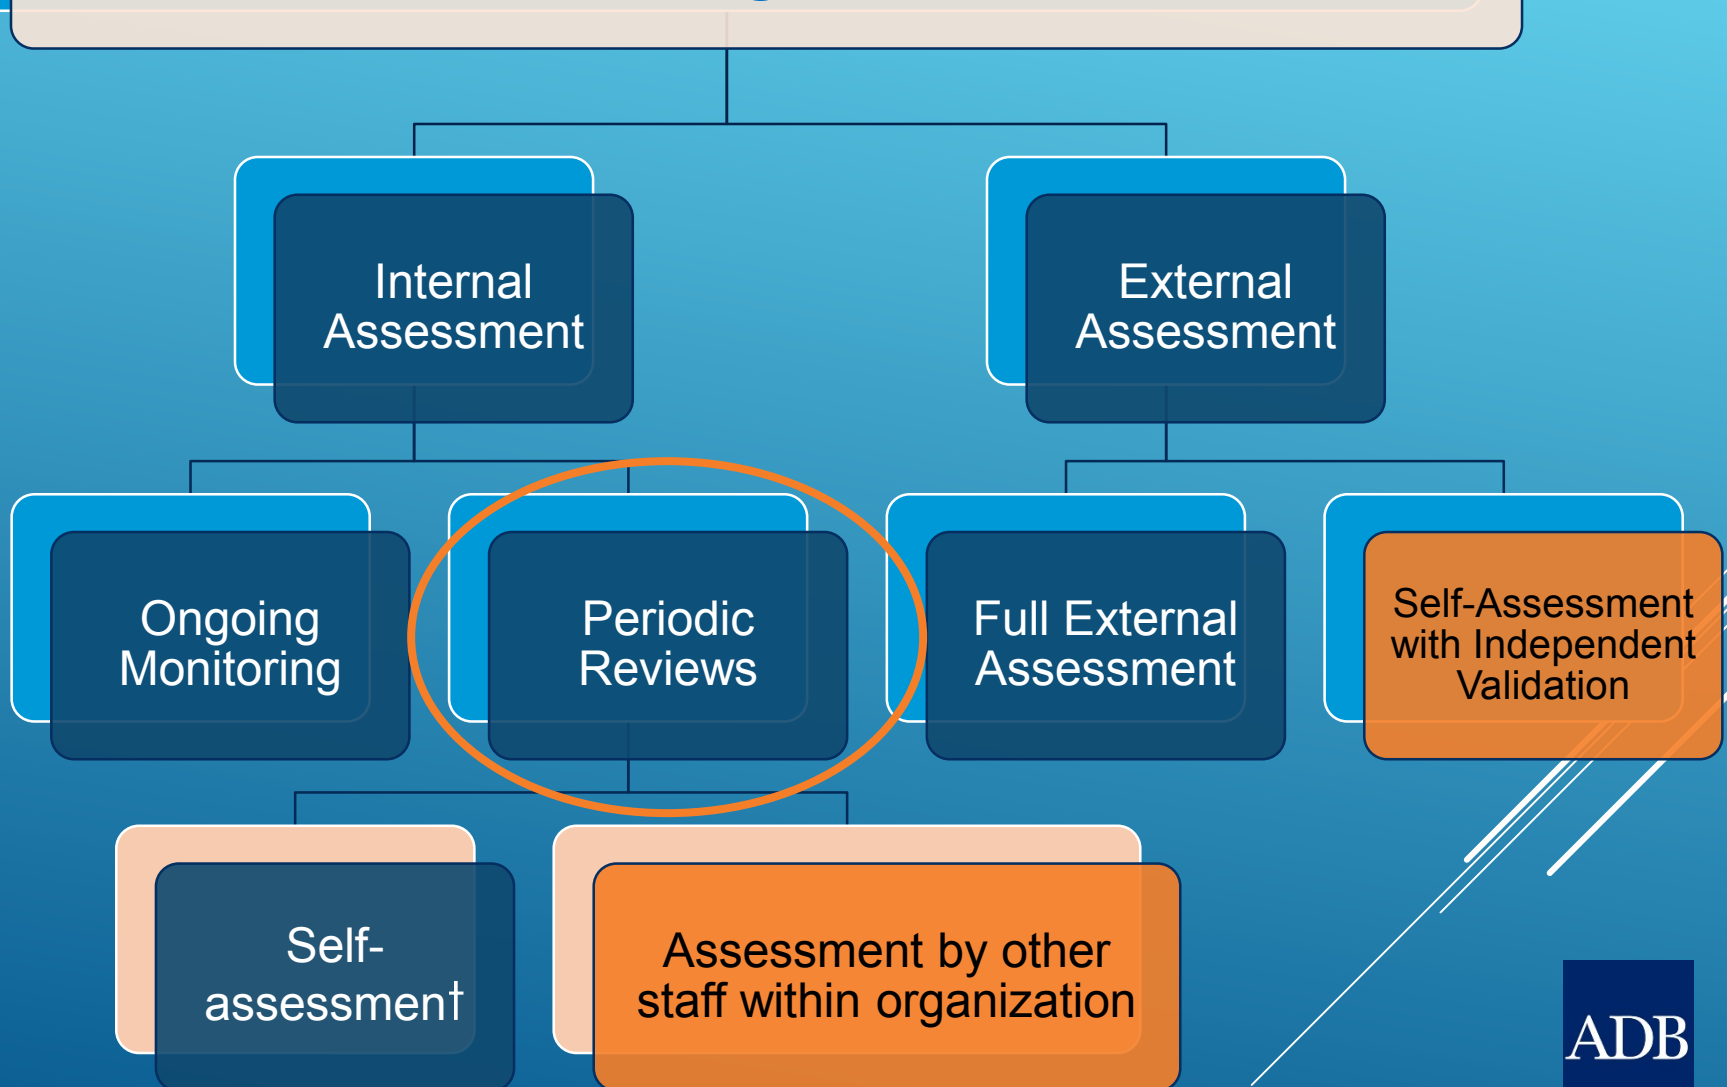 Internal
Assessment
External
Assessment
Ongoing
Monitoring
Periodic
Reviews
Full External
Assessment
Self-Assessment
with Independent
Validation
Self-
assessment
Assessment by other
staff within organization
ADB